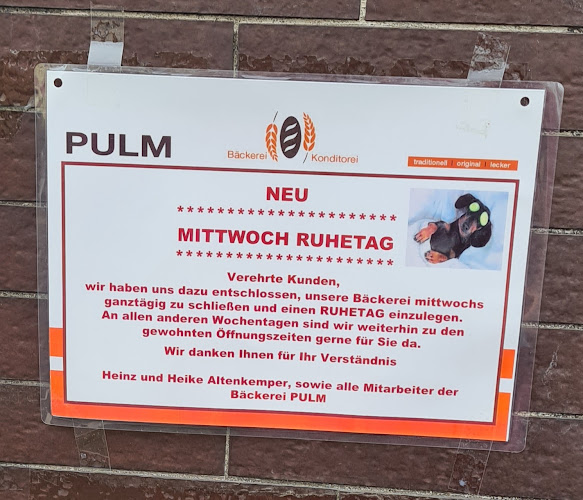 PULM
Bäckerei Konditorei
traditionell | original | lecker
NEU
**********************
MITTWOCH RUHETAG
**********************
Verehrte Kunden,
wir haben uns dazu entschlossen, unsere Bäckerei mittwochs
ganztägig zu schließen und einen RUHETAG einzulegen.
An allen anderen Wochentagen sind wir weiterhin zu den
gewohnten Öffnungszeiten gerne für Sie da.
Wir danken Ihnen für Ihr Verständnis
Heinz und Heike Altenkemper, sowie alle Mitarbeiter der
Bäckerei PULM